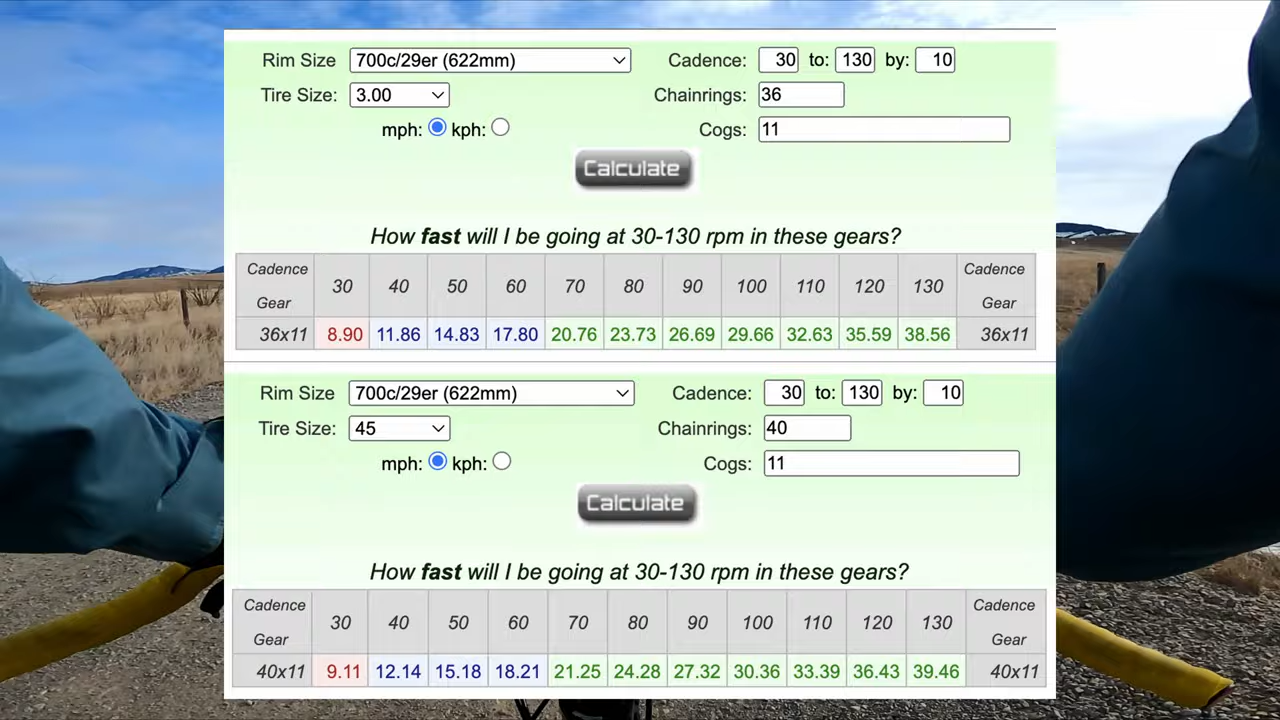 Rim Size 700c/29er (622mm) Cadence: 30 to: 130 by: 10
Tire Size: 3.00 Chainrings: 36
mph: kph: Cogs: 11
Calculate
How fast will I be going at 30-130 rpm in these gears?
Cadence Gear 30 40 50 60 70 80 90 100 110 120 130 Cadence Gear
36x11 8.90 11.86 14.83 17.80 20.76 23.73 26.69 29.66 32.63 35.59 38.56 36x11
Rim Size 700c/29er (622mm) Cadence: 30 to: 130 by: 10
Tire Size: 45 Chainrings: 40
mph: kph: Cogs: 11
Calculate
How fast will I be going at 30-130 rpm in these gears?
Cadence Gear 30 40 50 60 70 80 90 100 110 120 130 Cadence Gear
40x11 9.11 12.14 15.18 18.21 21.25 24.28 27.32 30.36 33.39 36.43 39.46 40x11